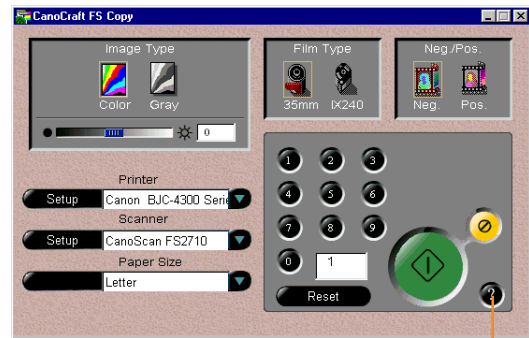 CanoCraft FS Copy
Image Type
Color Gray
0
Film Type
35mm IX240
Neg./Pos.
Neg. Pos.
Printer
Setup Canon BJC-4300 Serie
Scanner
Setup CanoScan FS2710
Paper Size
Letter
1 2 3
4 5 6
7 8 9
0 1
Reset
?